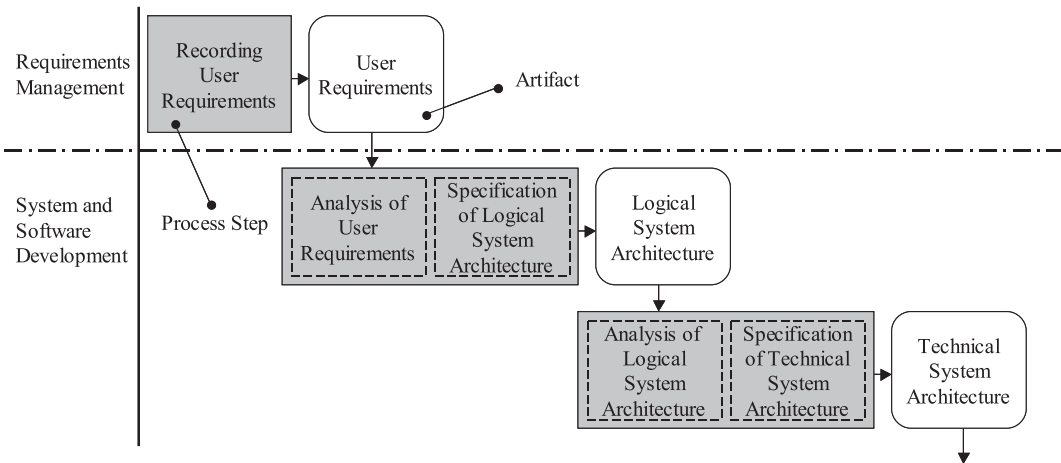 Requirements
Management
Recording
User
Requirements
User
Requirements
Artifact
System and
Software
Development
Process Step
Analysis of
User
Requirements
Specification
of Logical
System
Architecture
Logical
System
Architecture
Analysis of
Logical
System
Architecture
Specification
of Technical
System
Architecture
Technical
System
Architecture